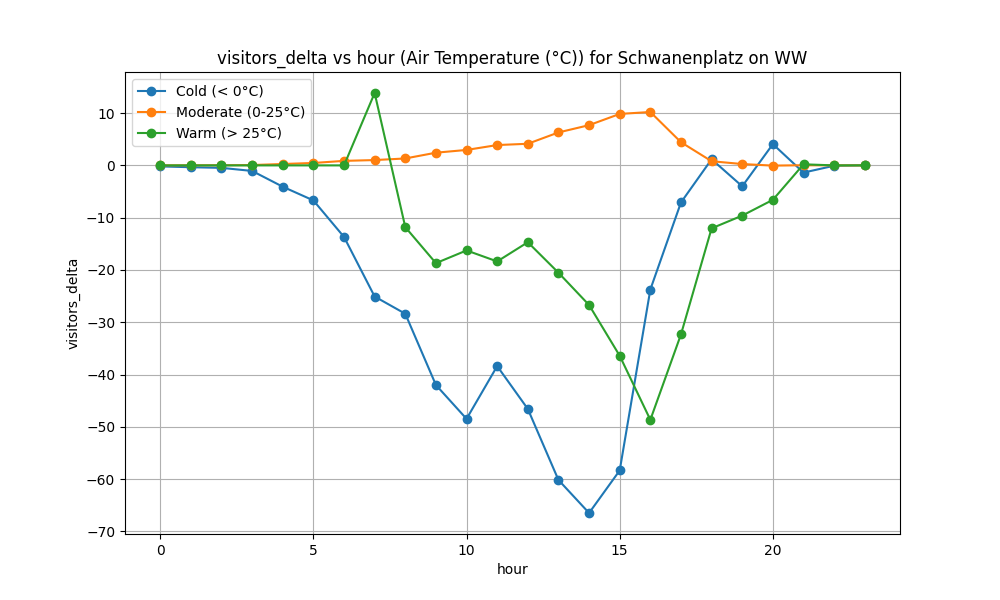 visitors_delta vs hour (Air Temperature (°C)) for Schwanenplatz on WW
Cold (< 0°C)
Moderate (0-25°C)
Warm (> 25°C)
visitors_delta
10
0
−10
−20
−30
−40
−50
−60
−70
0 5 10 15 20
hour